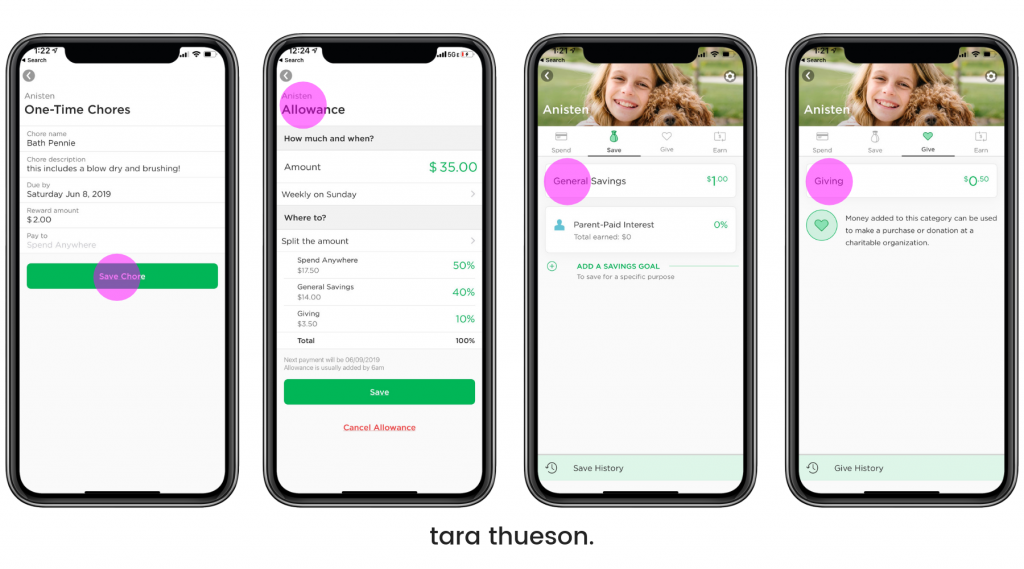 1:22
◀ Search
Anisten
One-Time Chores
Chore name
Bath Pennie
Chore description
this includes a blow dry and brushing!
Due by
Saturday Jun 8, 2019
Reward amount
$2.00
Pay to
Spend Anywhere
Save Chore
12:24
5G
◀ Search
Anisten
Allowance
How much and when?
Amount $35.00
Weekly on Sunday
Where to?
Split the amount
Spend Anywhere 50%
$17.50
General Savings 40%
$14.00
Giving 10%
$3.50
Total 100%
Next payment will be 06/09/2019
Allowance is usually added by 6am
Save
Cancel Allowance
1:21
◀ Search
Anisten
Spend Save Give Earn
General Savings $1.00
Parent-Paid Interest 0%
Total earned: $0
ADD A SAVINGS GOAL
To save for a specific purpose
Save History
1:21
◀ Search
Anisten
Spend Save Give Earn
Giving $0.50
Money added to this category can be used
to make a purchase or donation at a
charitable organization.
Give History
tara thueson.